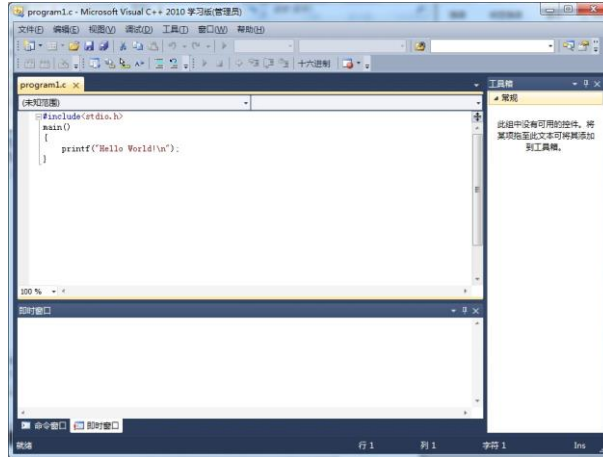 program1.c - Microsoft Visual C++ 2010 学习版(管理员)
文件(F) 编辑(E) 视图(V) 调试(D) 工具(T) 窗口(W) 帮助(H)
十六进制
program1.c
工具箱
(未知范围)
常规
#include<stdio.h>
main()
{
printf("Hello World!\n");
}
此组中没有可用的控件。将
某项拖至此文本可将其添加
到工具箱。
100 %
即时窗口
命令窗口 即时窗口
就绪 行 1 列 1 字符 1 Ins